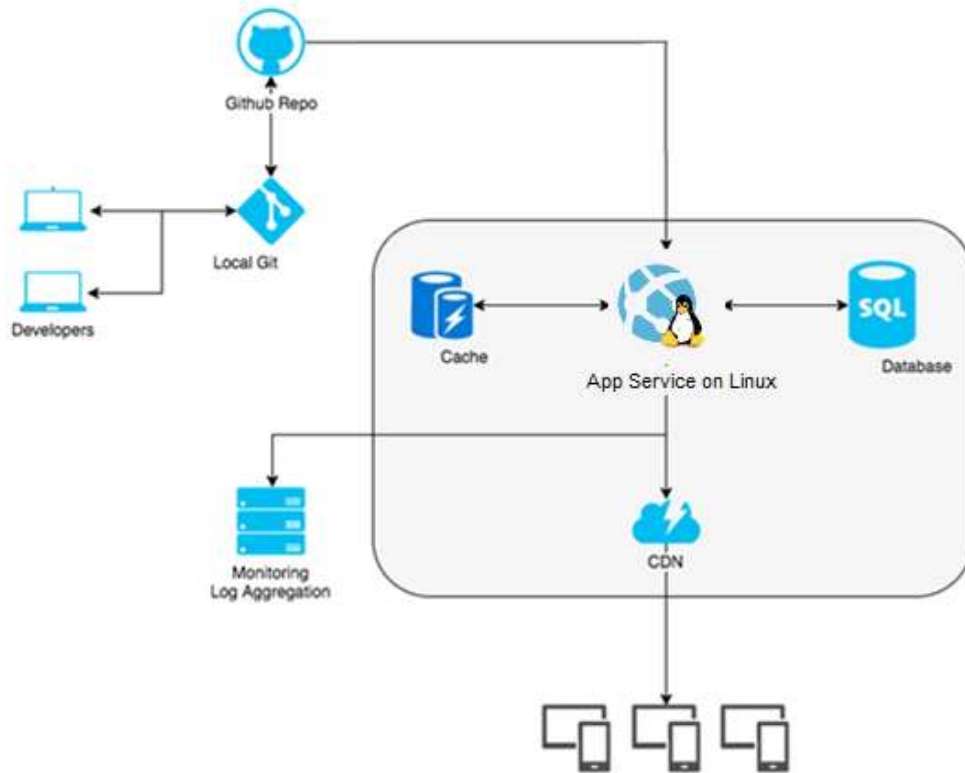 Github Repo
Local Git
Developers
Cache
SQL
Database
App Service on Linux
Monitoring
Log Aggregation
CDN